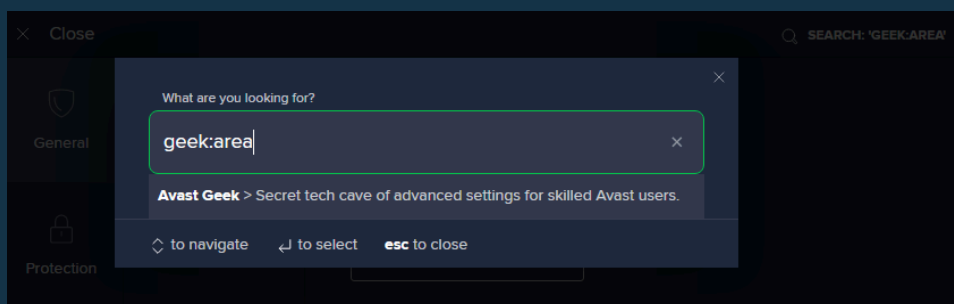 Close
SEARCH: 'GEEK:AREA'
What are you looking for?
geek:area
General
Avast Geek > Secret tech cave of advanced settings for skilled Avast users.
to navigate to select esc to close
Protection